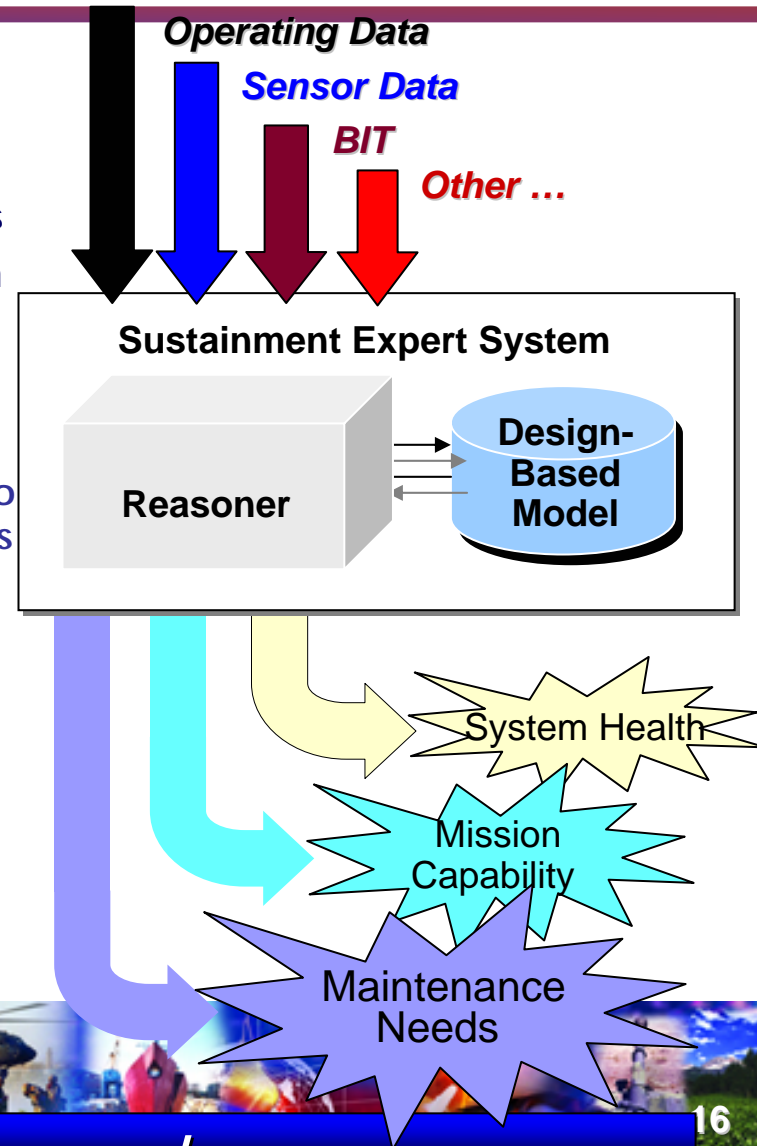 Operating Data
Sensor Data
BIT
Other …
s
Sustainment Expert System
Reasoner
Design-
Based
Model
o
s
System Health
Mission
Capability
Maintenance
Needs
16